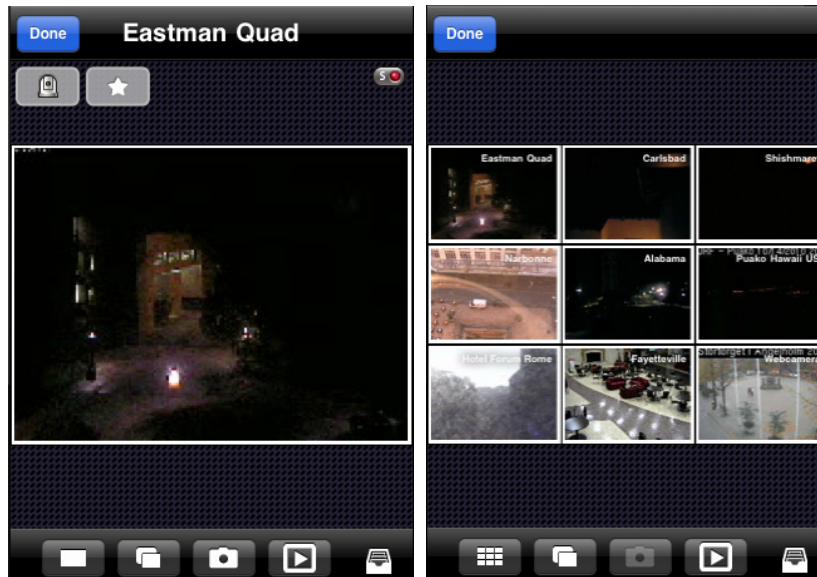 Done
Eastman Quad
S
Done
Eastman Quad
Carlsbad
Shishmare
Narbonne
Alabama
Puako Hawaii US
Hotel Forum Rome
Fayetteville
Webcamera